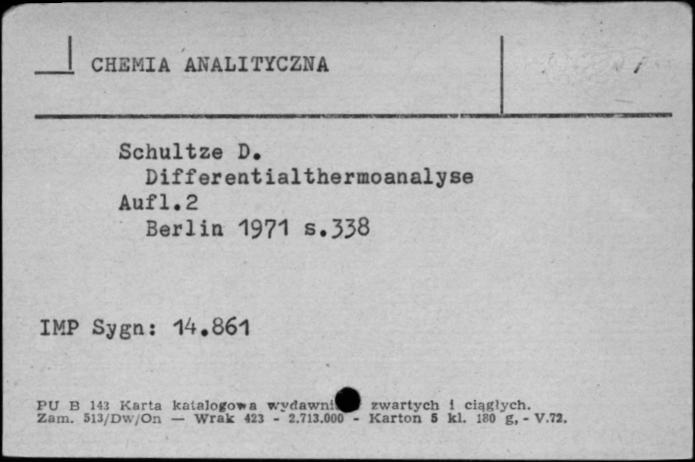 CHEMIA ANALITYCZNA
Schultze D.
Differentialthermoanalyse
Aufl.2
Berlin 1971 s.338
IMP Sygn: 14.861
PU B 143 Karta katalogowa wydawni zwartych i ciągłych.
Zam. 513/Dw/On — Wrak 423 - 2.713.000 - Karton 5 kl. 180 g, - V.72.